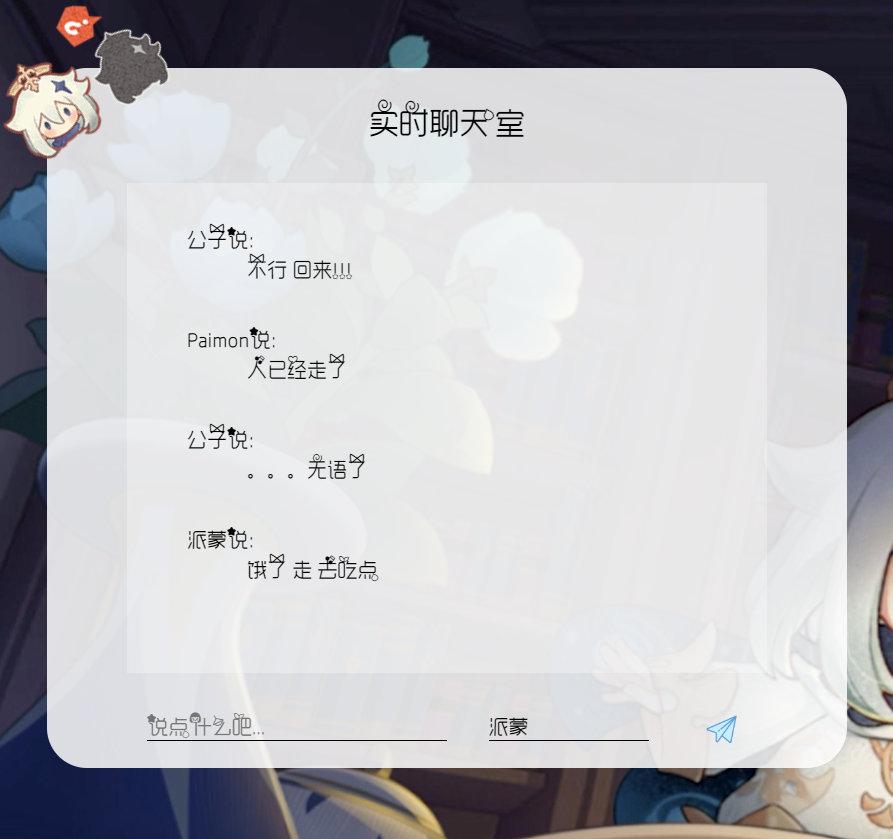 实时聊天室
公子说:
不行 回来!!!
Paimon说:
人已经走了
公子说:
。。。无语了
派蒙说:
饿了 走 去吃点
说点什么吧...
派蒙